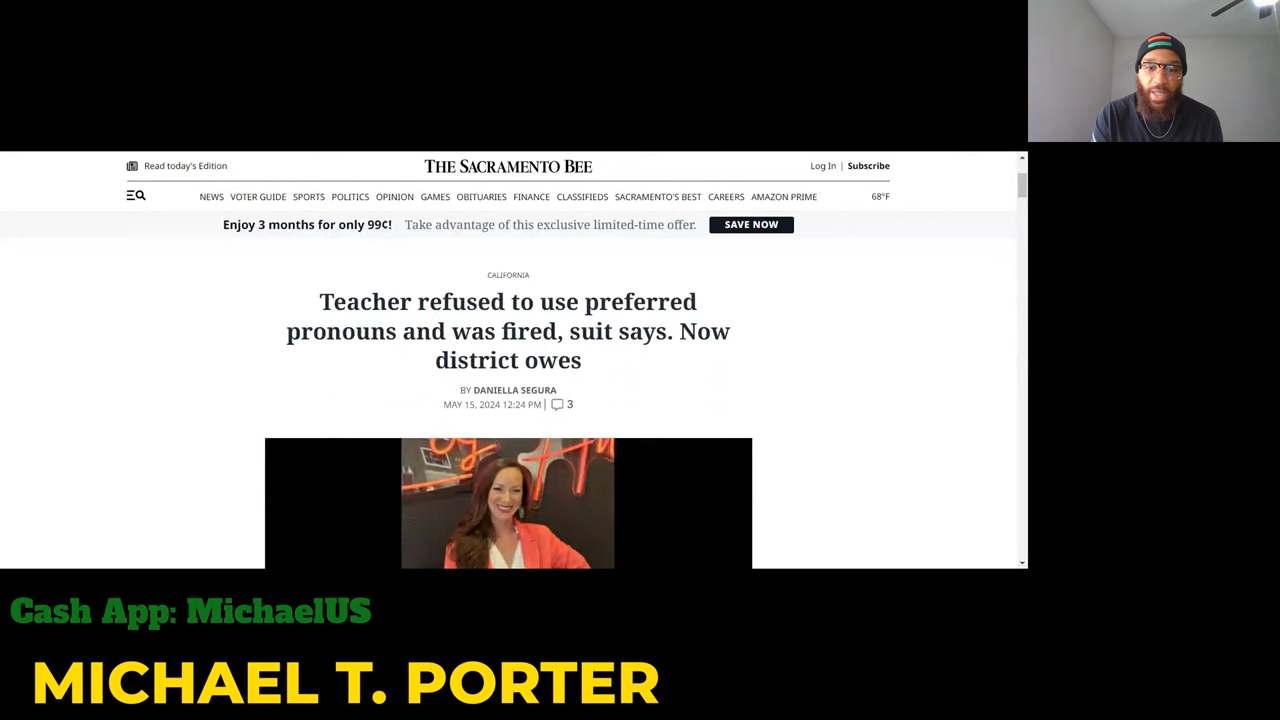 Read today's Edition
THE SACRAMENTO BEE
Log In | Subscribe
NEWS VOTER GUIDE SPORTS POLITICS OPINION GAMES OBITUARIES FINANCE CLASSIFIEDS SACRAMENTO'S BEST CAREERS AMAZON PRIME
68°F
Enjoy 3 months for only 99¢! Take advantage of this exclusive limited-time offer. SAVE NOW
CALIFORNIA
Teacher refused to use preferred
pronouns and was fired, suit says. Now
district owes
BY DANIELLA SEGURA
MAY 15, 2024 12:24 PM | 3
Cash App: MichaelUS
MICHAEL T. PORTER